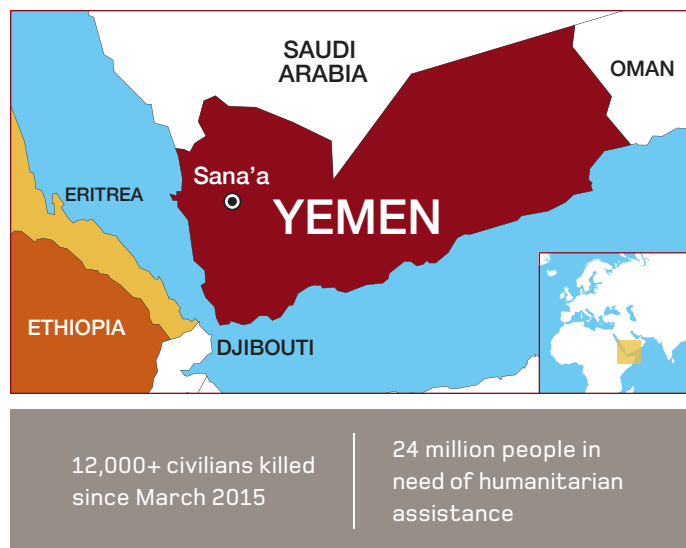 SAUDI
ARABIA
OMAN
Sana’a
ERITREA
YEMEN
ETHIOPIA
DJIBOUTI
12,000+ civilians killed
since March 2015
24 million people in
need of humanitarian
assistance